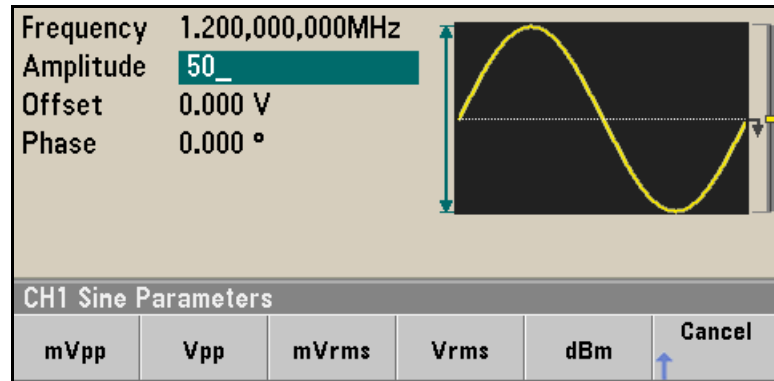 Frequency 1.200,000,000MHz
Amplitude 50_
Offset 0.000 V
Phase 0.000 °
CH1 Sine Parameters
mVpp Vpp mVrms Vrms dBm Cancel